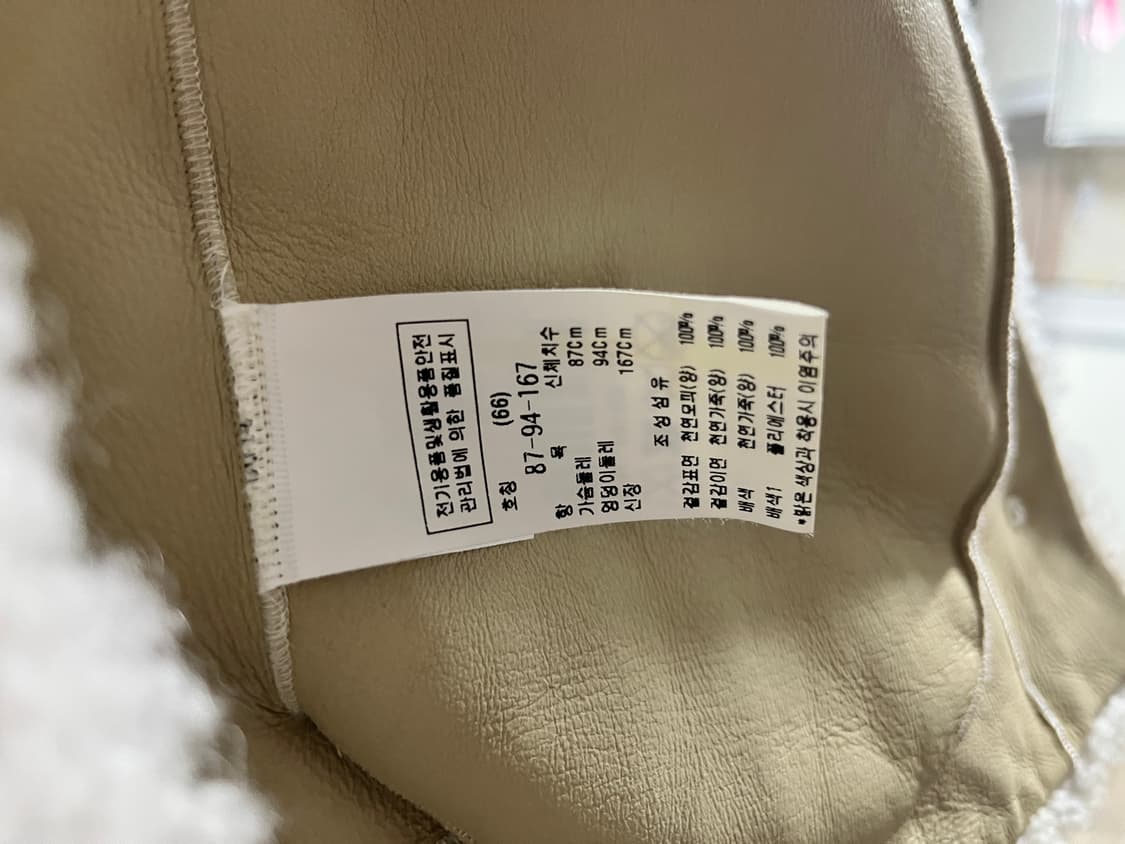 전기용품및생활용품안전
관리법에 의한 품질표시
호칭 (66)
87-94-167
항 목 신체치수
가슴둘레 87Cm
엉덩이둘레 94Cm
신장 167Cm
조성섬유
겉감표면 천연모피(양) 100%
겉감이면 천연가죽(양) 100%
배색 천연가죽(양) 100%
배색1 폴리에스터 100%
*밝은 색상과 착용시 이염주의